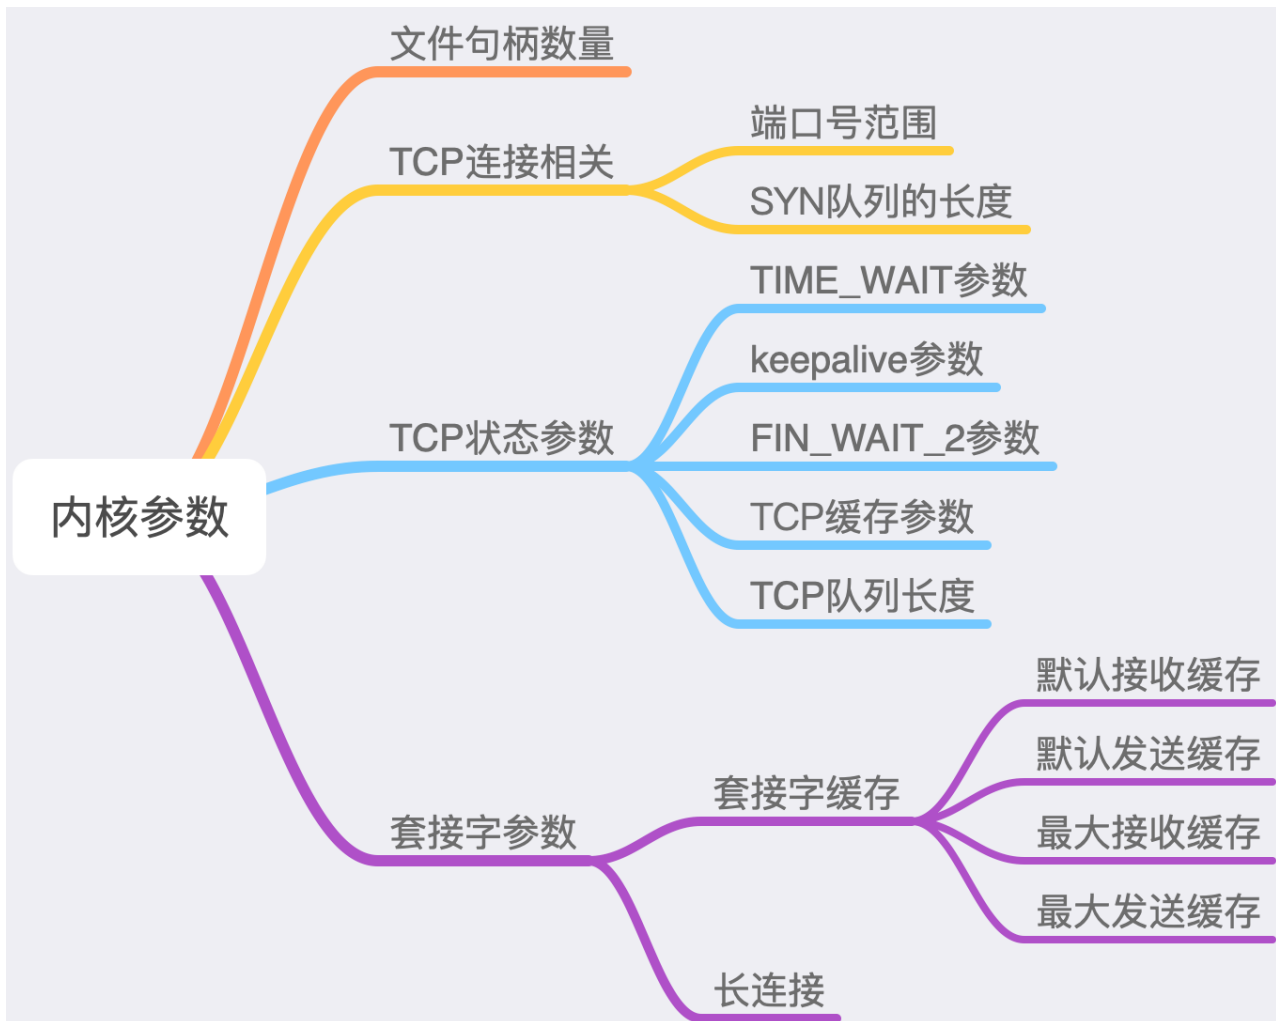 文件句柄数量
TCP连接相关
端口号范围
SYN队列的长度
TIME_WAIT参数
keepalive参数
TCP状态参数
FIN_WAIT_2参数
TCP缓存参数
TCP队列长度
内核参数
默认接收缓存
默认发送缓存
套接字缓存
套接字参数
最大接收缓存
最大发送缓存
长连接